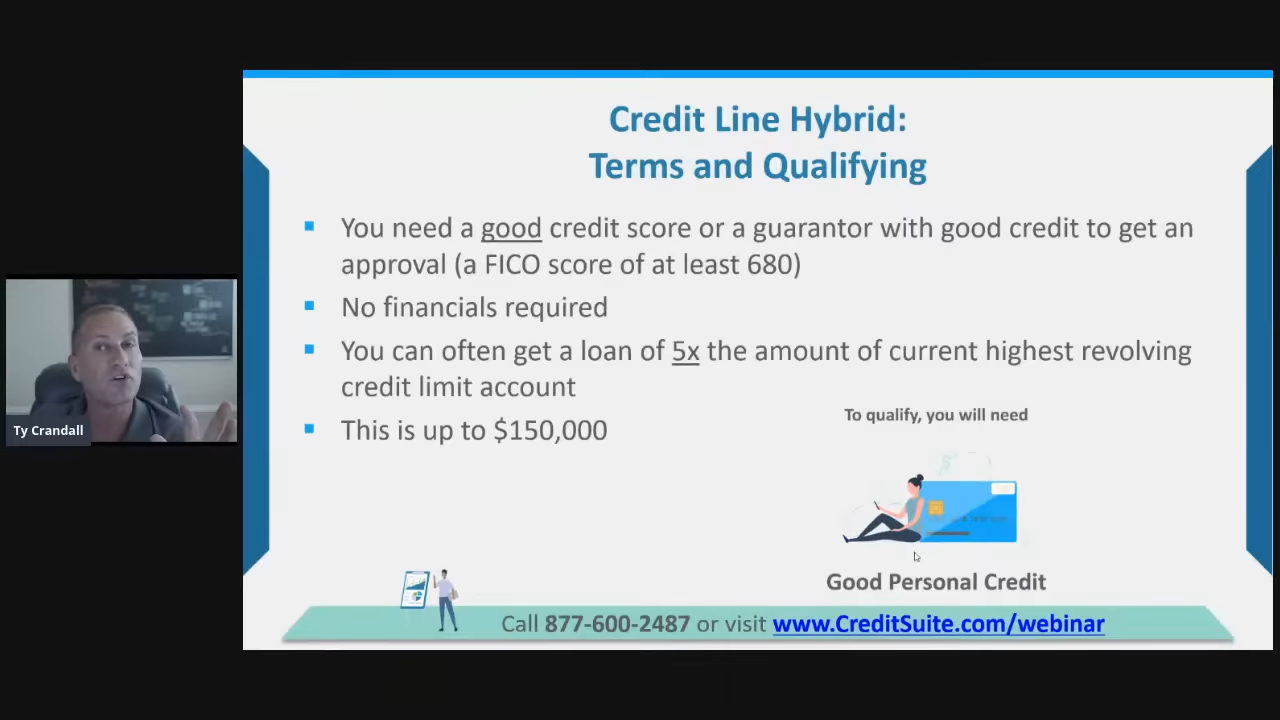 Credit Line Hybrid:
Terms and Qualifying
You need a good credit score or a guarantor with good credit to get an
approval (a FICO score of at least 680)
No financials required
You can often get a loan of 5x the amount of current highest revolving
credit limit account
This is up to $150,000
To qualify, you will need
Good Personal Credit
Ty Crandall
Call 877-600-2487 or visit www.CreditSuite.com/webinar